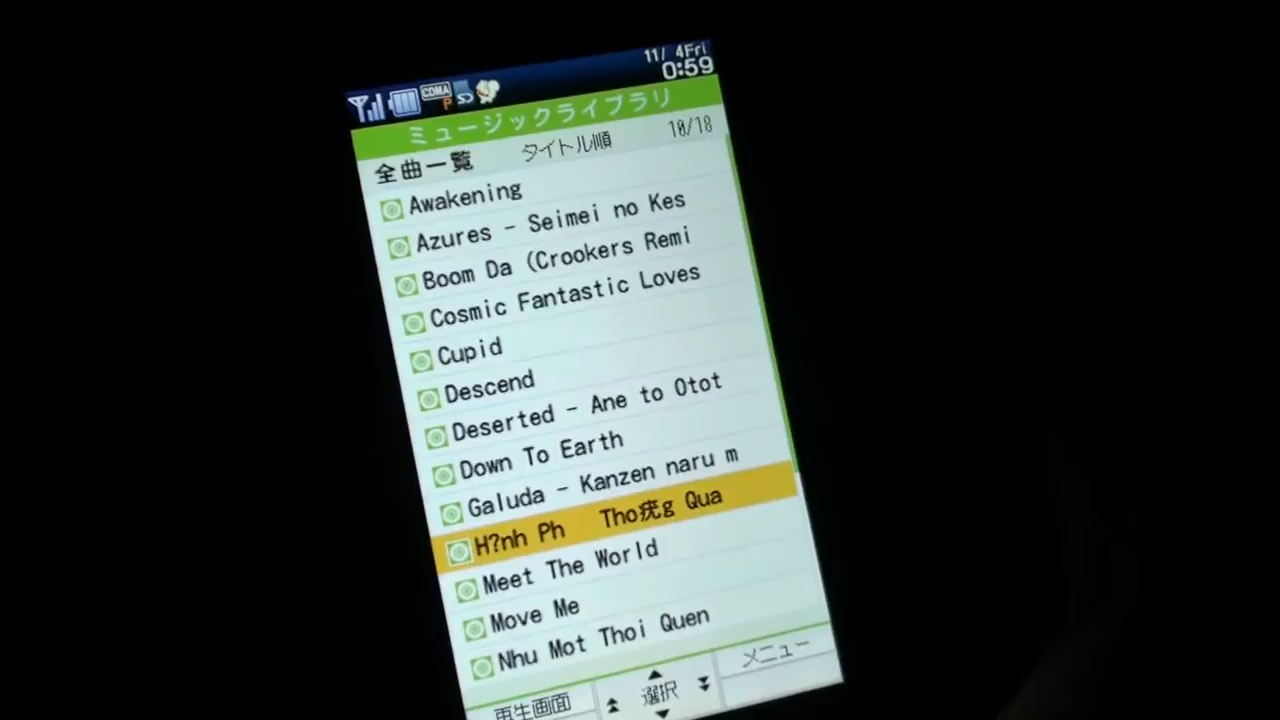 11/ 4Fri
CDMA
P
0:59
ミュージックライブラリ
全曲一覧 タイトル順 10/18
Awakening
Azures - Seimei no Kes
Boom Da (Crookers Remi
Cosmic Fantastic Loves
Cupid
Descend
Deserted - Ane to Otot
Down To Earth
Galuda - Kanzen naru m
H?nh Ph   Tho疣g Qua
Meet The World
Move Me
Nhu Mot Thoi Quen
再生画面 選択 メニュー